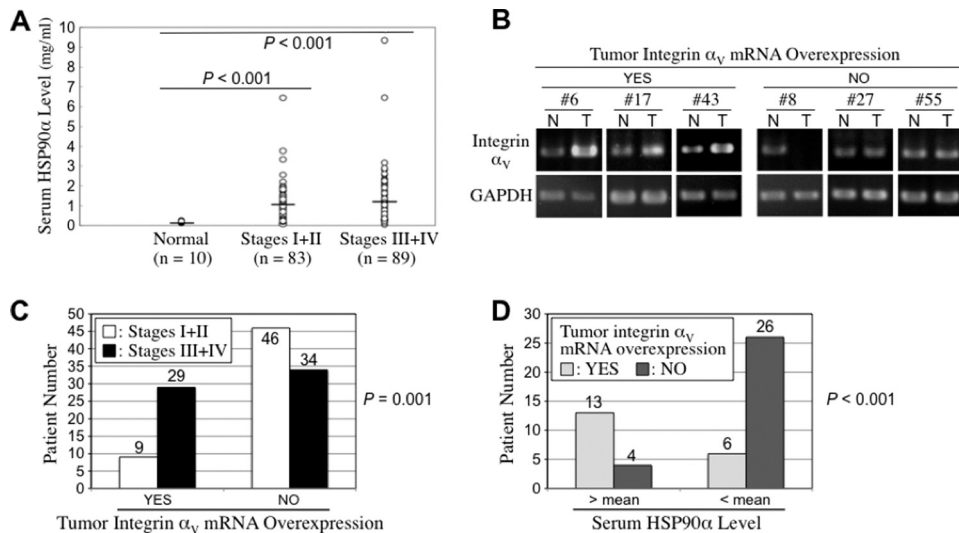 A
Serum HSP90α Level (mg/ml)
10
9
8
7
6
5
4
3
2
1
0
P < 0.001
P < 0.001
Normal
(n = 10)
Stages I+II
(n = 83)
Stages III+IV
(n = 89)
B
Tumor Integrin αV mRNA Overexpression
YES NO
#6 #17 #43 #8 #27 #55
N T N T N T N T N T N T
Integrin
αV
GAPDH
C
Patient Number
50
45
40
35
30
25
20
15
10
5
0
: Stages I+II
: Stages III+IV
9
29
46
34
P = 0.001
YES NO
Tumor Integrin αV mRNA Overexpression
D
Patient Number
30
25
20
15
10
5
0
Tumor integrin αV
mRNA overexpression
: YES : NO
13
4
6
26
P < 0.001
> mean < mean
Serum HSP90α Level